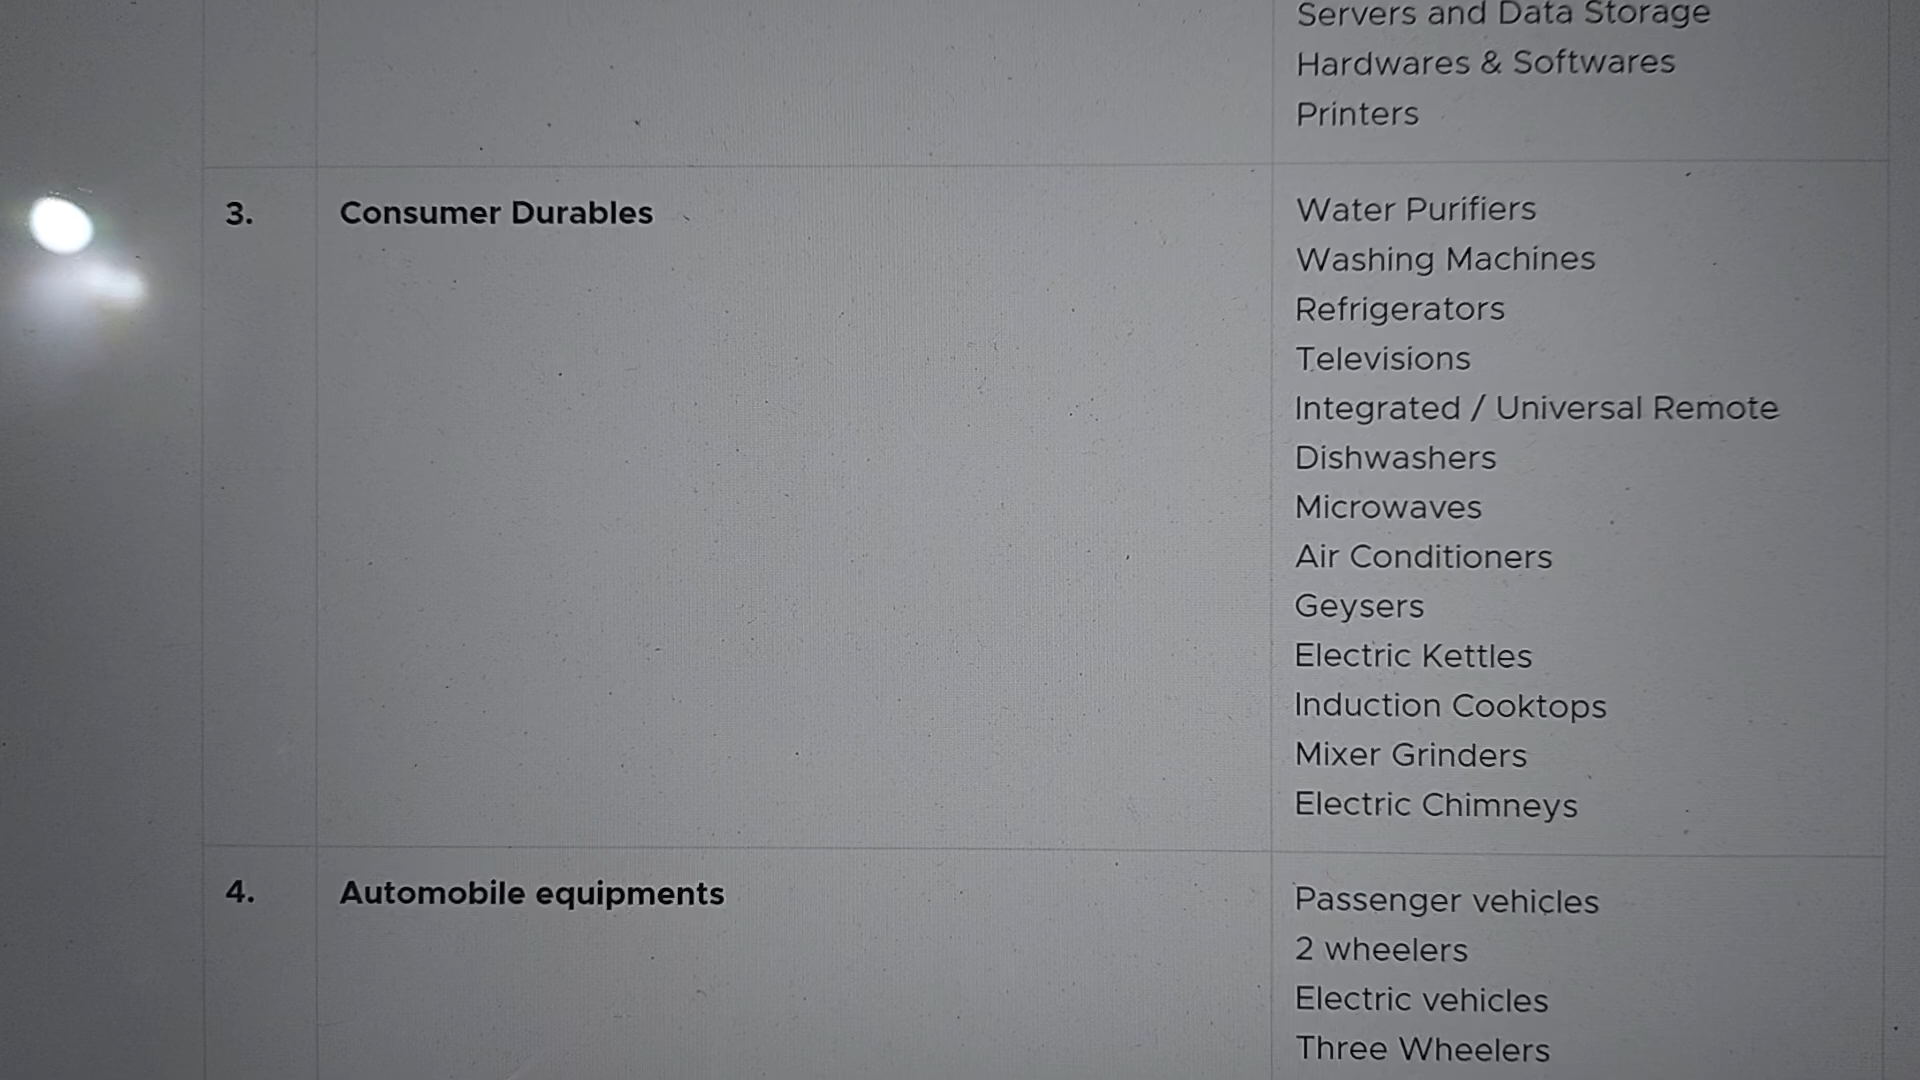 Servers and Data Storage
Hardwares & Softwares
Printers
3.
Consumer Durables
Water Purifiers
Washing Machines
Refrigerators
Televisions
Integrated / Universal Remote
Dishwashers
Microwaves
Air Conditioners
Geysers
Electric Kettles
Induction Cooktops
Mixer Grinders
Electric Chimneys
4.
Automobile equipments
Passenger vehicles
2 wheelers
Electric vehicles
Three Wheelers